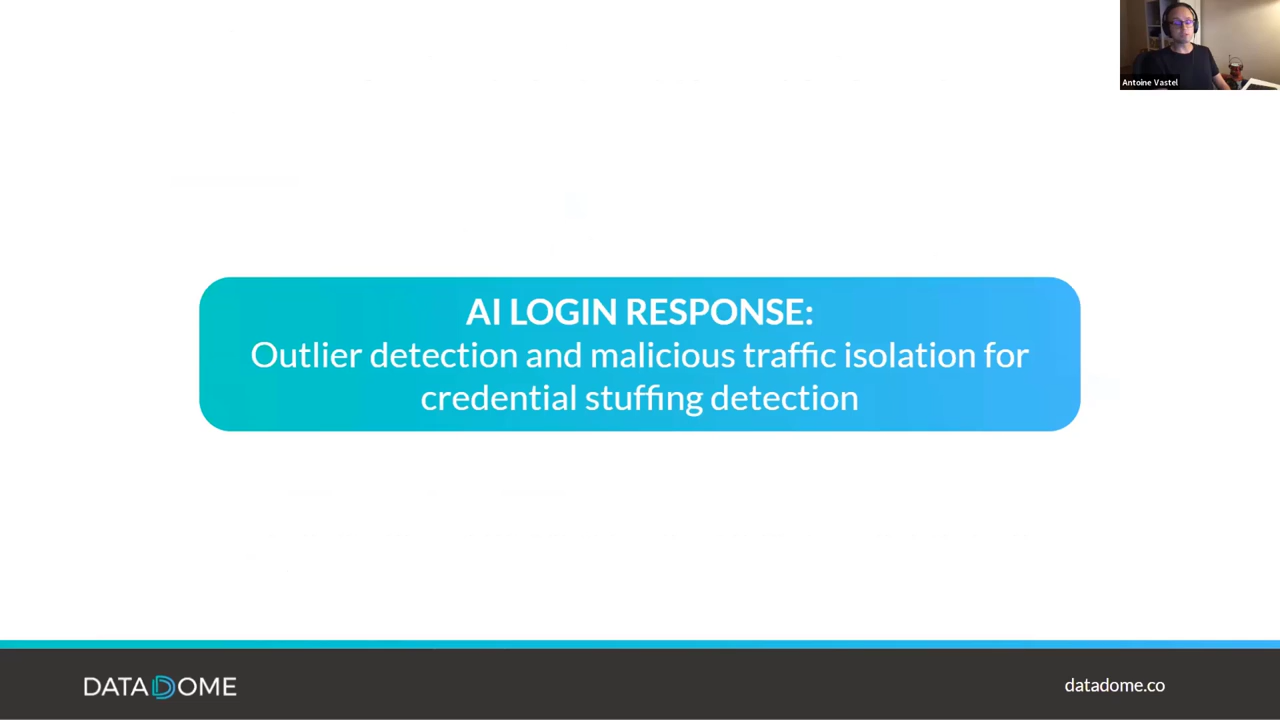 Antoine Vastel
AI LOGIN RESPONSE:
Outlier detection and malicious traffic isolation for
credential stuffing detection
DATADOME
datadome.co